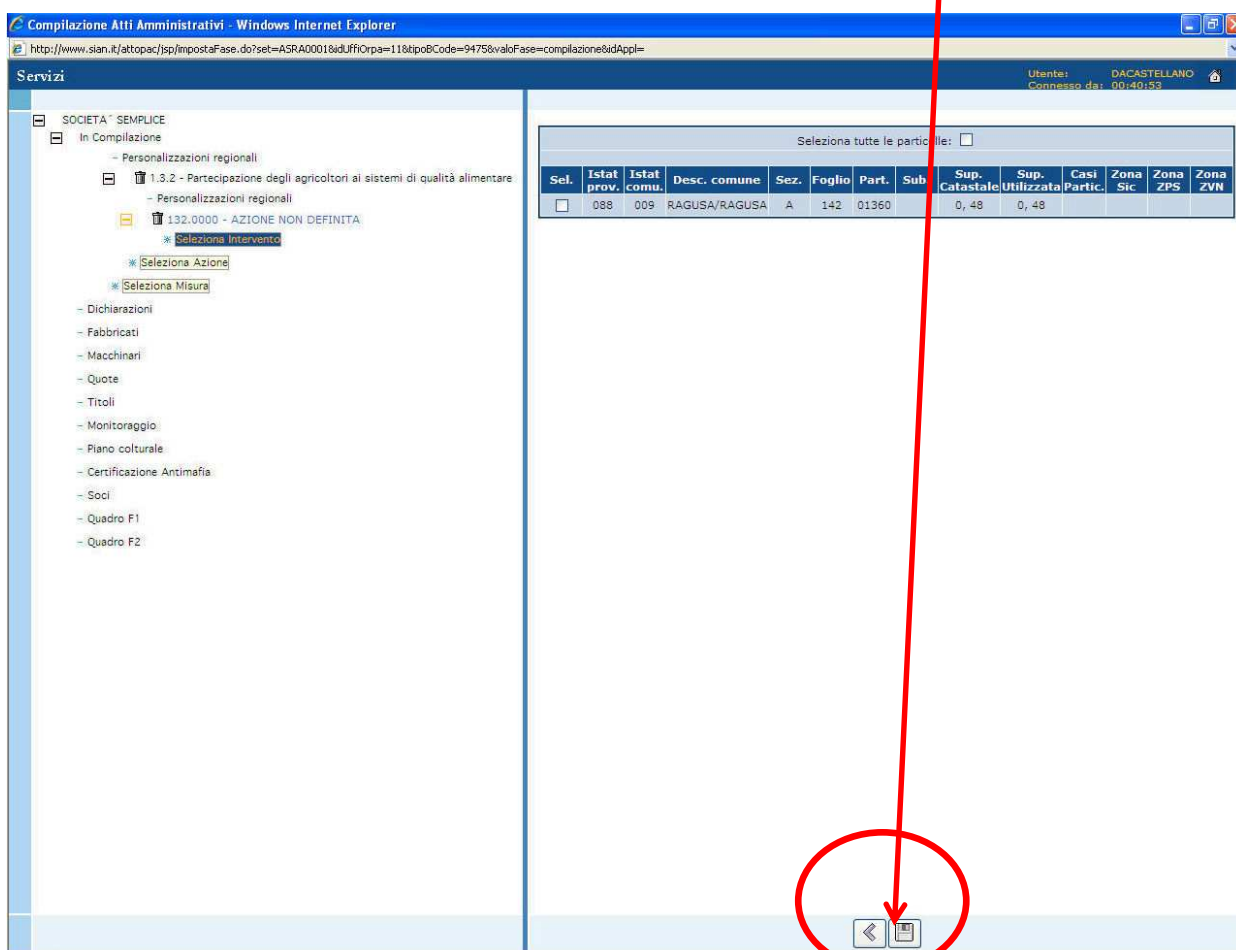 Compilazione Atti Amministrativi - Windows Internet Explorer
http://www.sian.it/attopac/jsp/impostaFase.do?set=ASRA0001&idUffiOrpa=11&tipoBCode=9475&valoFase=compilazione&idAppl=
Servizi
Utente: DACASTELLANO
Connesso da: 00:40:53
SOCIETA´ SEMPLICE
In Compilazione
- Personalizzazioni regionali
1.3.2 - Partecipazione degli agricoltori ai sistemi di qualità alimentare
- Personalizzazioni regionali
132.0000 - AZIONE NON DEFINITA
Seleziona Intervento
Seleziona Azione
Seleziona Misura
- Dichiarazioni
- Fabbricati
- Macchinari
- Quote
- Titoli
- Monitoraggio
- Piano colturale
- Certificazione Antimafia
- Soci
- Quadro F1
- Quadro F2
Seleziona tutte le particelle:
Sel. Istat prov. Istat comu. Desc. comune Sez. Foglio Part. Sub Sup. Catastale Sup. Utilizzata Casi Partic. Zona Sic Zona ZPS Zona ZVN
088 009 RAGUSA/RAGUSA A 142 01360 0, 48 0, 48